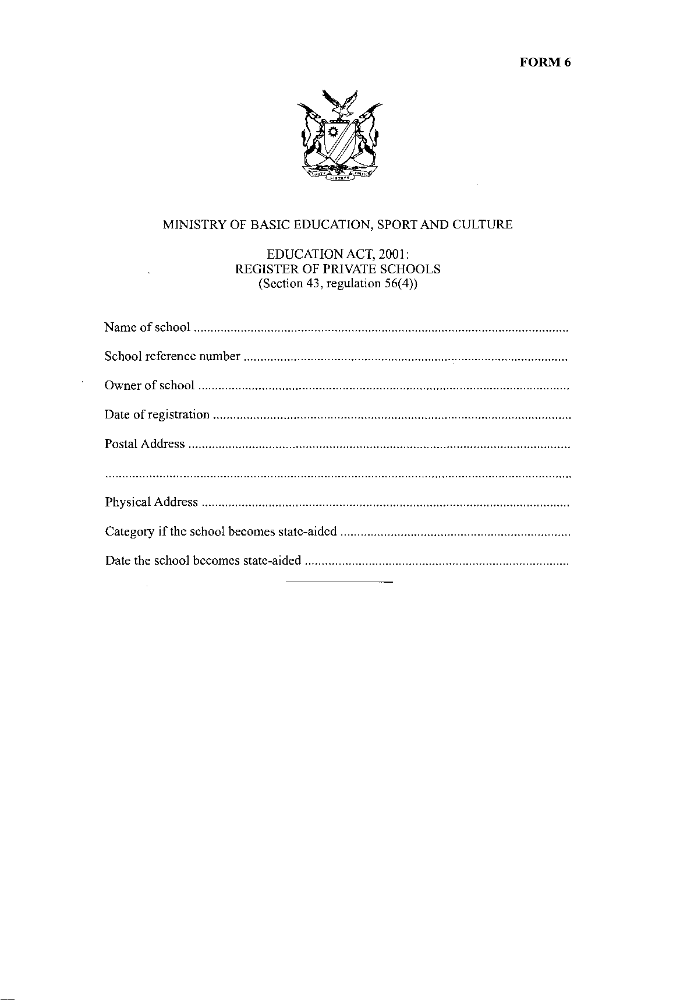 FORM 6
UNITY LIBERTY JUSTICE
MINISTRY OF BASIC EDUCATION, SPORT AND CULTURE
EDUCATION ACT, 2001:
REGISTER OF PRIVATE SCHOOLS
(Section 43, regulation 56(4))
Name of school ................................................................................................................
School reference number ................................................................................................
Owner of school ..............................................................................................................
Date of registration ..........................................................................................................
Postal Address .................................................................................................................
...........................................................................................................................................
Physical Address .............................................................................................................
Category if the school becomes state-aided ....................................................................
Date the school becomes state-aided ..............................................................................